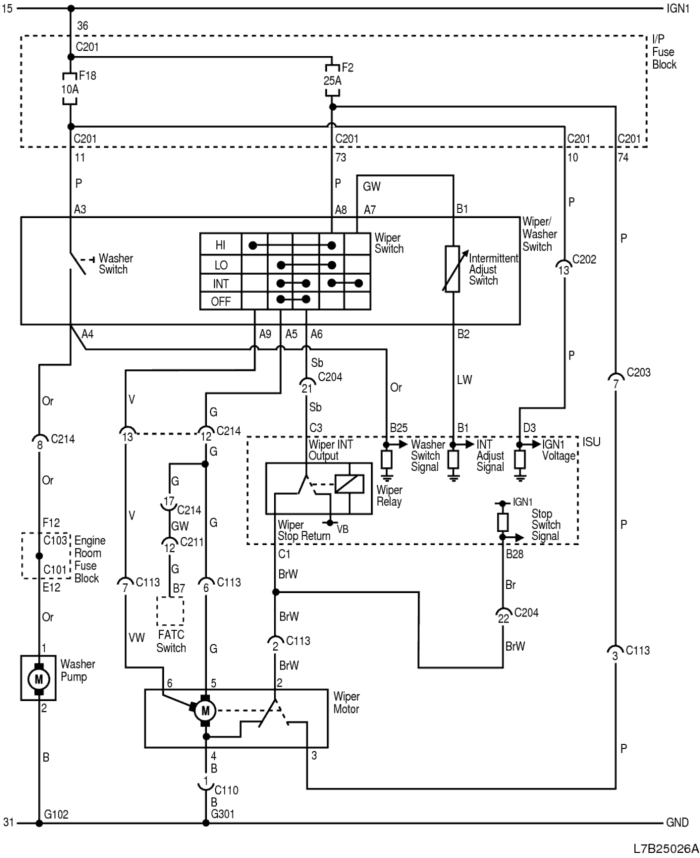 15 IGN1
36
C201
I/P
Fuse
Block
F18
10A
F2
25A
C201 C201 C201 C201
11 73 10 74
P P P P
GW
A3 A8 A7 B1
Wiper/
Washer
Switch
Washer
Switch
HI
LO
INT
OFF
Wiper
Switch
Intermittent
Adjust
Switch
C202
13
A4 A9 A5 A6 B2
Sb
C204
21
Sb
Or
LW
P
C203
7
Or V G
C214
8
13 12 C214
G
C3 B25 B1 D3
ISU
Wiper INT
Output
Washer
Switch
Signal
INT
Adjust
Signal
IGN1
Voltage
Wiper
Relay
VB
Wiper
Stop Return
IGN1
Stop
Switch
Signal
Or
G
17
C214
GW
12
C211
G
B7
FATC
Switch
V
G
P
F12
C103
C101
E12
Engine
Room
Fuse
Block
C1 B28
BrW
Br
C204
22
BrW
7 C113
6 C113
BrW
C113
2
BrW
C113
3
Or
VW
G
1
Washer
Pump
M
2
6 5 2
Wiper
Motor
M
4 3
B
P
B
1
C110
B
31 G102 G301 GND
L7B25026A